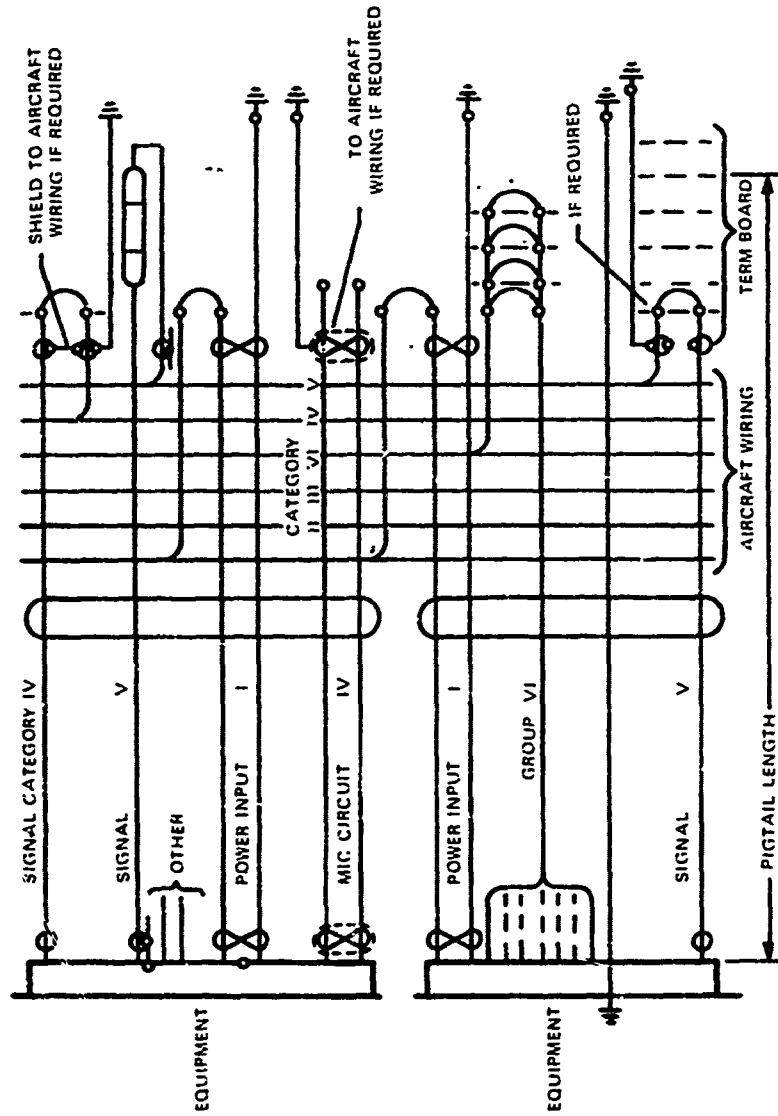 SHIELD TO AIRCRAFT
WIRING IF REQUIRED
SIGNAL CATEGORY IV
SIGNAL V
OTHER
POWER INPUT I
CATEGORY
II III VI IV V
MIC CIRCUIT IV
TO AIRCRAFT
WIRING IF REQUIRED
EQUIPMENT
POWER INPUT I
GROUP VI
IF REQUIRED
SIGNAL V
EQUIPMENT
AIRCRAFT WIRING
TERM BOARD
PIGTAIL LENGTH